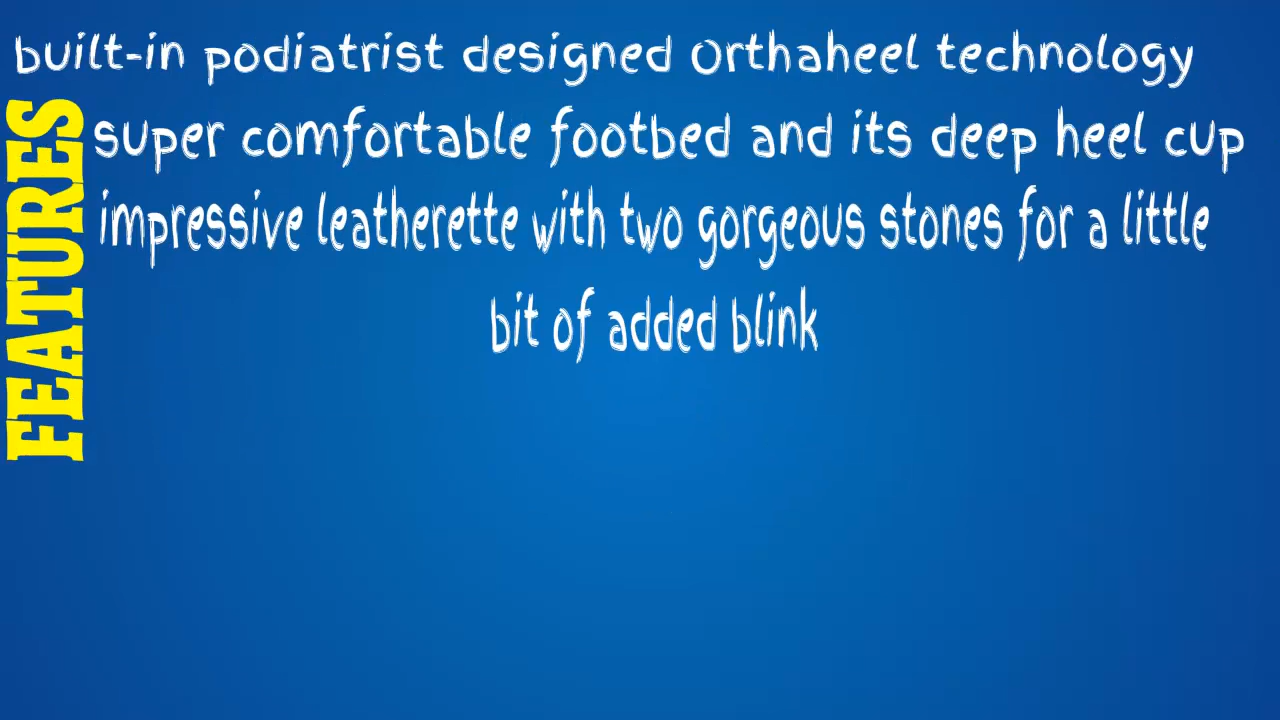 built-in podiatrist designed Orthaheel technology
FEATURES
super comfortable footbed and its deep heel cup
impressive leatherette with two gorgeous stones for a little
bit of added blink